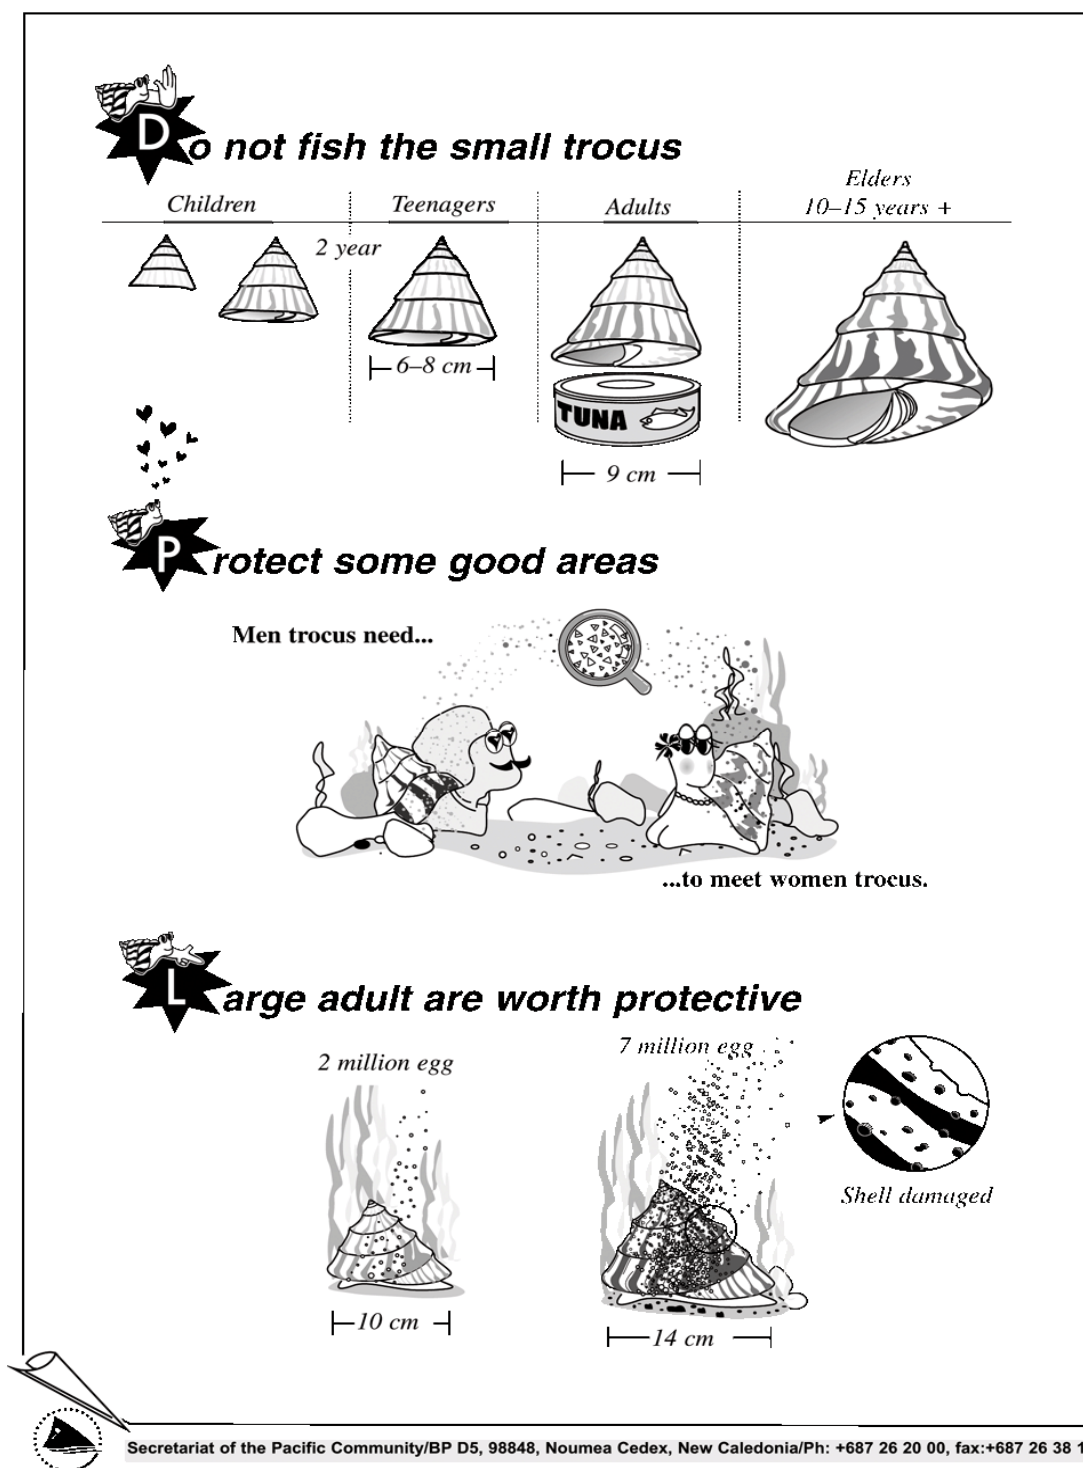 Do not fish the small trocus
Children
Teenagers
Adults
Elders
10–15 years +
2 year
6–8 cm
TUNA
9 cm
Protect some good areas
Men trocus need...
...to meet women trocus.
Large adult are worth protective
2 million egg
7 million egg
Shell damaged
10 cm
14 cm
Secretariat of the Pacific Community/BP D5, 98848, Noumea Cedex, New Caledonia/Ph: +687 26 20 00, fax:+687 26 38 1